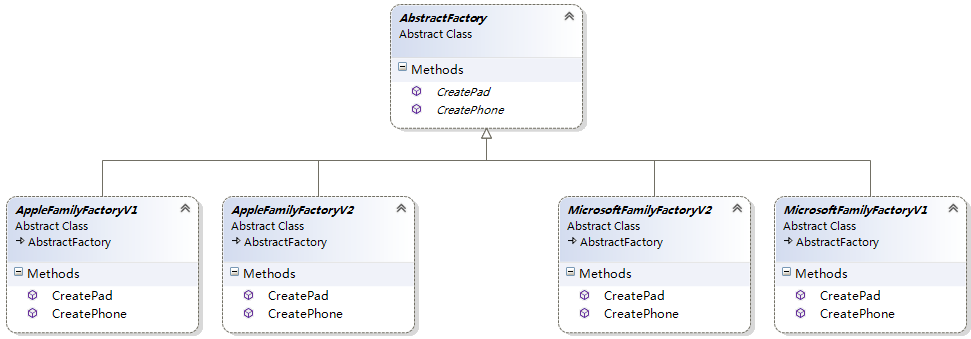 AbstractFactory
Abstract Class
Methods
CreatePad
CreatePhone
AppleFamilyFactoryV1
Abstract Class
AbstractFactory
Methods
CreatePad
CreatePhone
AppleFamilyFactoryV2
Abstract Class
AbstractFactory
Methods
CreatePad
CreatePhone
MicrosoftFamilyFactoryV2
Abstract Class
AbstractFactory
Methods
CreatePad
CreatePhone
MicrosoftFamilyFactoryV1
Abstract Class
AbstractFactory
Methods
CreatePad
CreatePhone